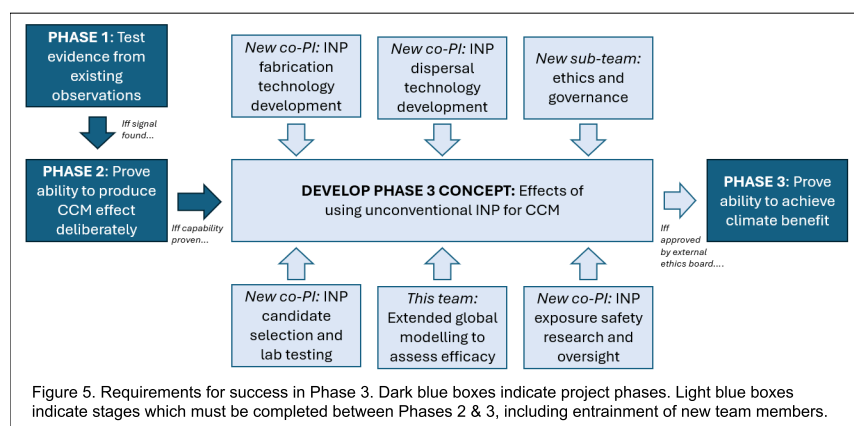 PHASE 1: Test
evidence from
existing
observations
Iff signal
found...
PHASE 2: Prove
ability to produce
CCM effect
deliberately
Iff capability
proven...
New co-PI: INP
fabrication
technology
development
New co-PI: INP
dispersal
technology
development
New sub-team:
ethics and
governance
DEVELOP PHASE 3 CONCEPT: Effects of
using unconventional INP for CCM
New co-PI: INP
candidate
selection and
lab testing
This team:
Extended global
modelling to
assess efficacy
New co-PI: INP
exposure safety
research and
oversight
Iff
approved
by external
ethics board....
PHASE 3: Prove
ability to achieve
climate benefit
Figure 5. Requirements for success in Phase 3. Dark blue boxes indicate project phases. Light blue boxes
indicate stages which must be completed between Phases 2 & 3, including entrainment of new team members.